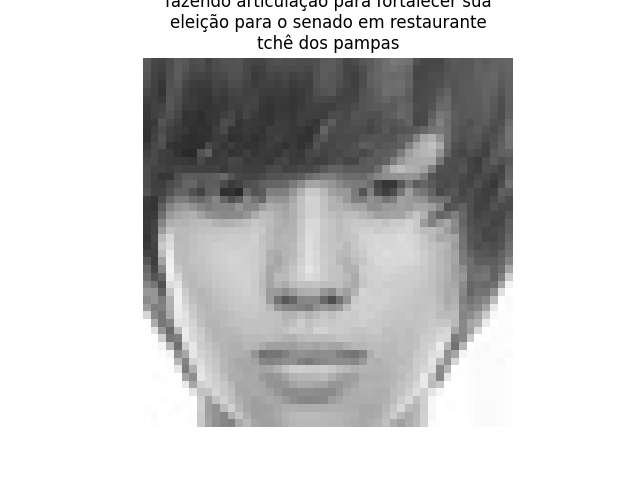 fazendo articulação para fortalecer sua
eleição para o senado em restaurante
tchê dos pampas